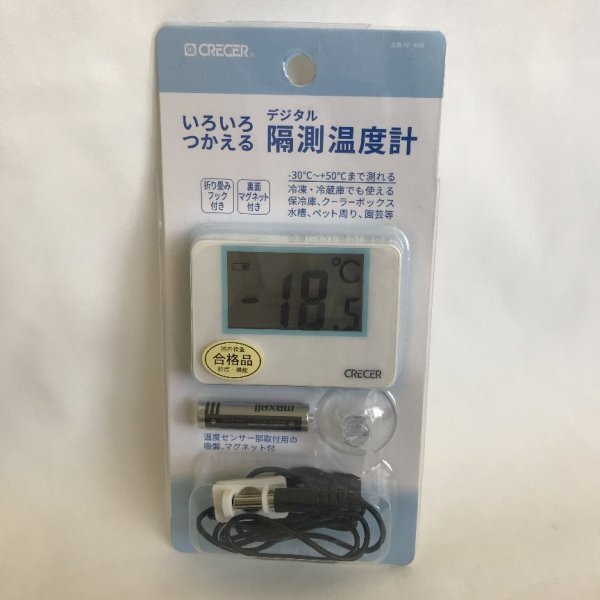 CRECER®
いろいろ
つかえる
デジタル
隔測温度計
-30℃~+50℃まで測れる
冷凍・冷蔵庫でも使える
保冷庫、クーラーボックス
水槽、ペット周り、園芸等
折り畳み
フック
付き
裏面
マグネット
付き
℃
-18.5
合格品
精度・機能
CRECER
maxell
温度センサー部取付用の
吸盤、マグネット付